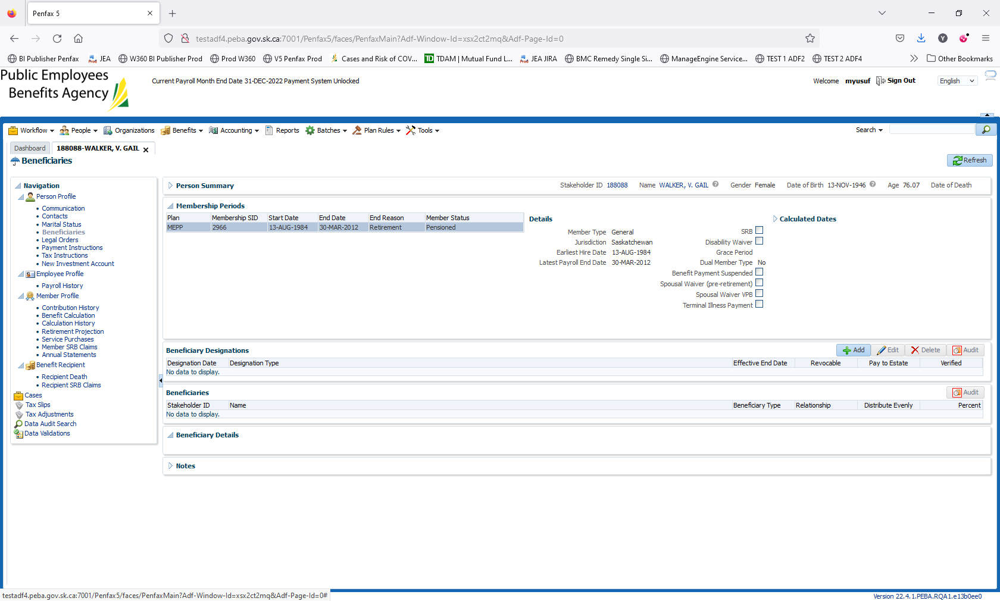 Penfax 5
testadf4.peba.gov.sk.ca:7001/Penfax5/faces/PenfaxMain?Adf-Window-Id=xsx2ct2mq&Adf-Page-Id=0
Y
BI Publisher Penfax JEA W360 BI Publisher Prod Prod W360 V5 Penfax Prod Cases and Risk of COV... TD TDAM | Mutual Fund L... JEA JIRA BMC Remedy Single Si... ManageEngine Service... TEST 1 ADF2 TEST 2 ADF4 Other Bookmarks
Public Employees
Benefits Agency
Current Payroll Month End Date 31-DEC-2022 Payment System Unlocked
Welcome myusuf Sign Out English
Workflow People Organizations Benefits Accounting Reports Batches Plan Rules Tools Search
Dashboard 188088-WALKER, V. GAIL
Beneficiaries
Refresh
Navigation
Person Profile
Communication
Contacts
Marital Status
Beneficiaries
Legal Orders
Payment Instructions
Tax Instructions
New Investment Account
Employee Profile
Payroll History
Member Profile
Contribution History
Benefit Calculation
Calculation History
Retirement Projection
Service Purchases
Member SRB Claims
Annual Statements
Benefit Recipient
Recipient Death
Recipient SRB Claims
Cases
Tax Slips
Tax Adjustments
Data Audit Search
Data Validations
Person Summary Stakeholder ID 188088 Name WALKER, V. GAIL Gender Female Date of Birth 13-NOV-1946 Age 76.07 Date of Death
Membership Periods
Plan Membership SID Start Date End Date End Reason Member Status
MEPP 2966 13-AUG-1984 30-MAR-2012 Retirement Pensioned
Details
Member Type General
Jurisdiction Saskatchewan
Earliest Hire Date 13-AUG-1984
Latest Payroll End Date 30-MAR-2012
SRB
Disability Waiver
Grace Period
Dual Member Type No
Benefit Payment Suspended
Spousal Waiver (pre-retirement)
Spousal Waiver VPB
Terminal Illness Payment
Calculated Dates
Beneficiary Designations Add Edit Delete Audit
Designation Date Designation Type Effective End Date Revocable Pay to Estate Verified
No data to display.
Beneficiaries Audit
Stakeholder ID Name Beneficiary Type Relationship Distribute Evenly Percent
No data to display.
Beneficiary Details
Notes
testadf4.peba.gov.sk.ca:7001/Penfax5/faces/PenfaxMain?Adf-Window-Id=xsx2ct2mq&Adf-Page-Id=0#
Version 22.4.1.PEBA.RQA1.e13b0ee0